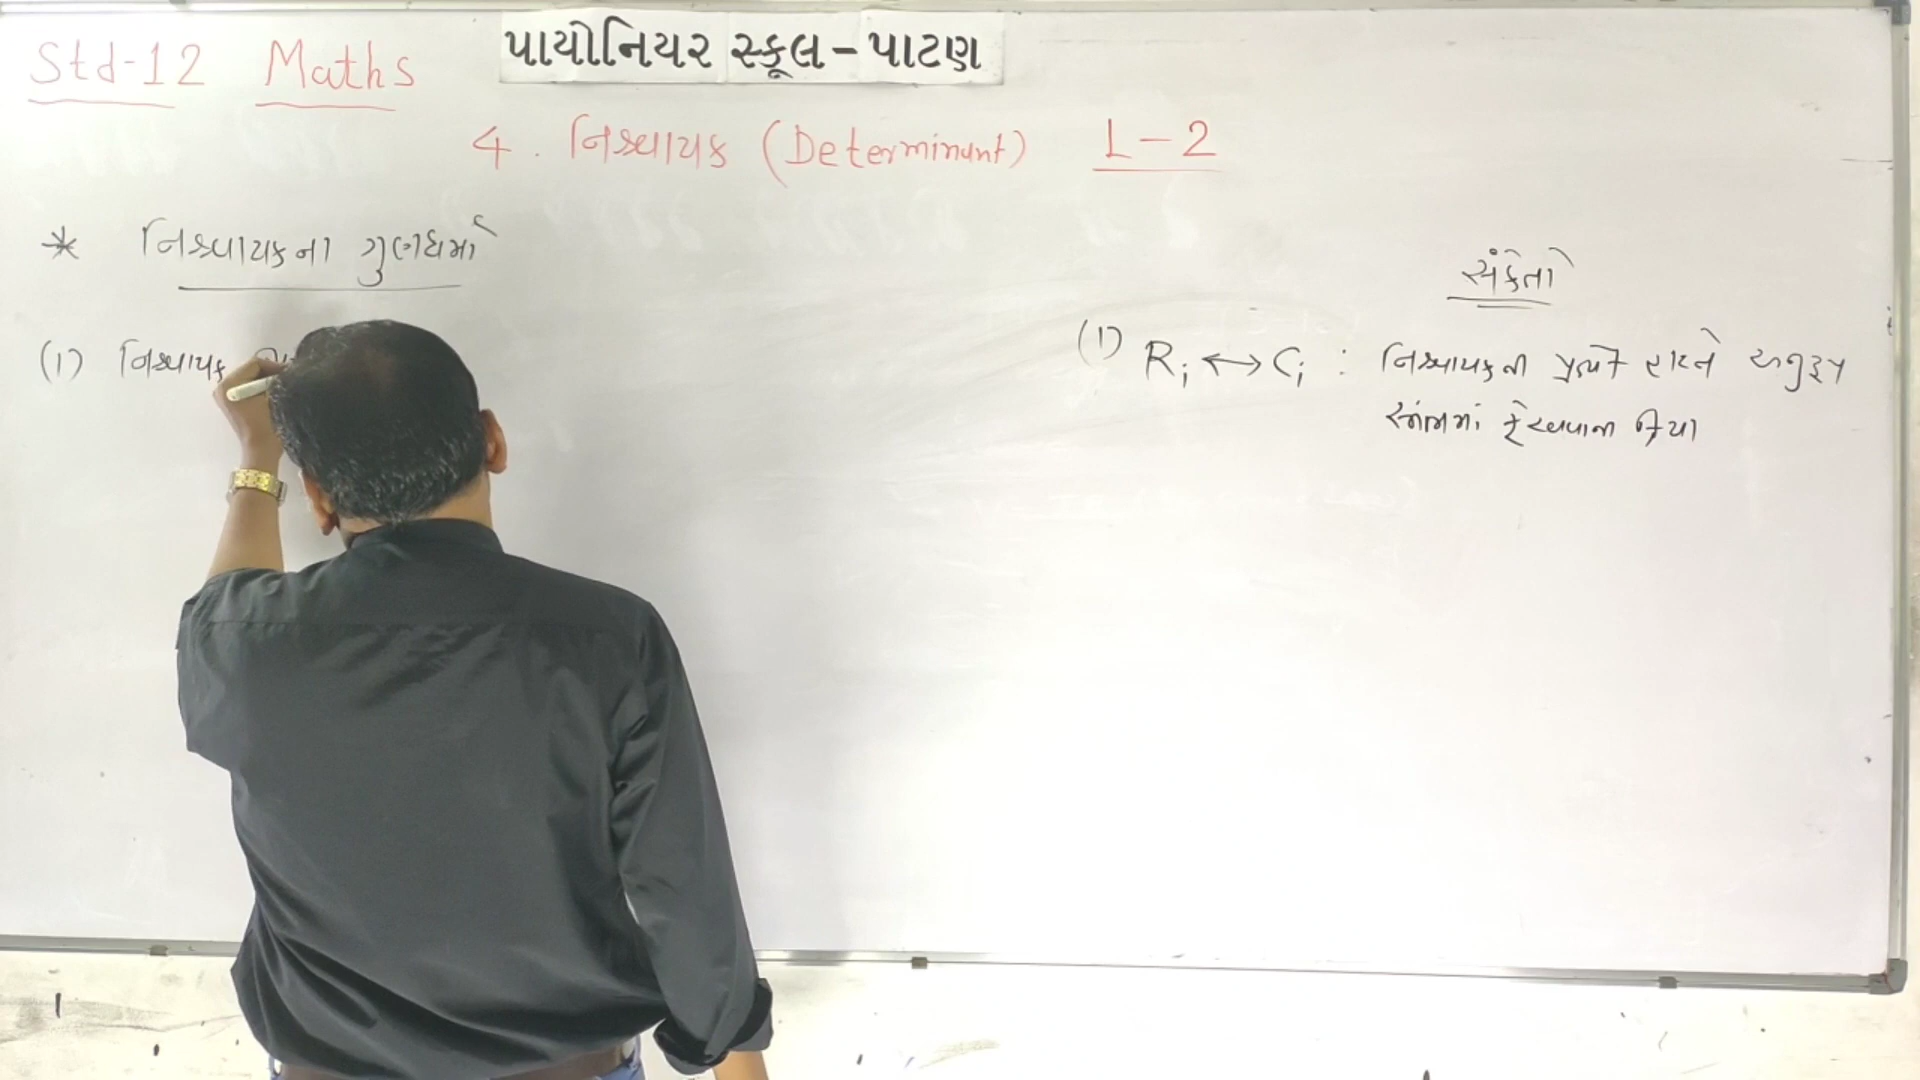 Std-12 Maths
પાયોનિયર સ્કૂલ - પાટણ
4. નિશ્ચાયક (Determinant) L-2
* નિશ્ચાયકના ગુણધર્મો
(1) નિશ્ચાયક
સંકેતો
(1) Ri ↔ Ci : નિશ્ચાયકની પ્રત્યેક હારને અનુરૂપ
સ્તંભમાં ફેરવવાની ક્રિયા